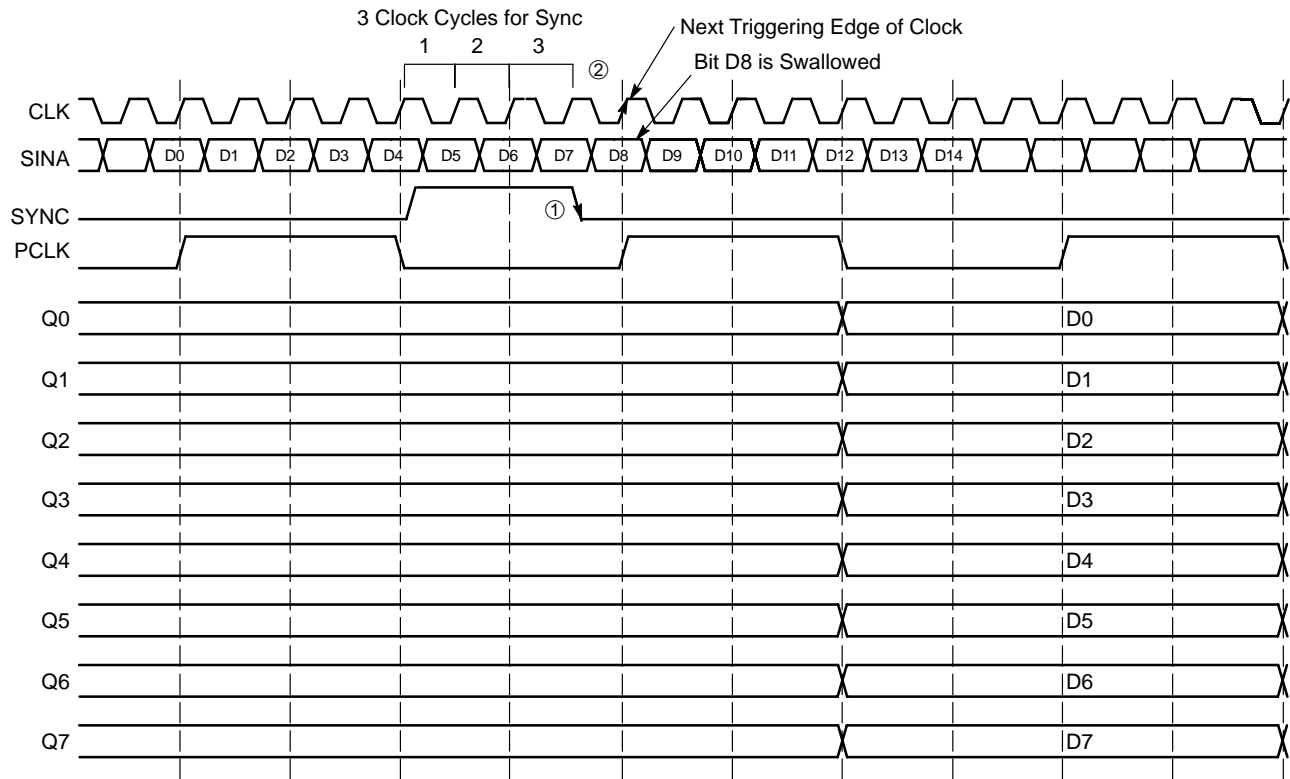 3 Clock Cycles for Sync
1 2 3
②
Next Triggering Edge of Clock
Bit D8 is Swallowed
CLK
SINA D0 D1 D2 D3 D4 D5 D6 D7 D8 D9 D10 D11 D12 D13 D14
SYNC ①
PCLK
Q0 D0
Q1 D1
Q2 D2
Q3 D3
Q4 D4
Q5 D5
Q6 D6
Q7 D7